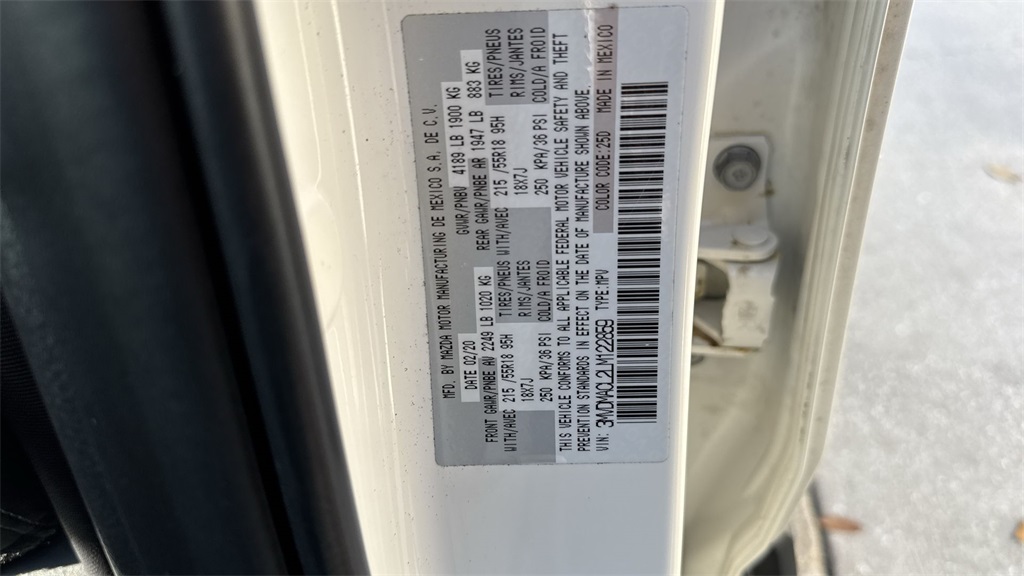 MFD. BY MAZDA MOTOR MANUFACTURING DE MEXICO S.A. DE C.V.
DATE 02/20 GVWR/PNBV 4189 LB 1900 KG
FRONT GAWR/PNBE AV 2249 LB 1020 KG REAR GAWR/PNBE AR 1947 LB 883 KG
WITH/AVEC 215 /55R18 95H TIRES/PNEUS WITH/AVEC 215 /55R18 95H TIRES/PNEUS
18X7J RIMS/JANTES 18X7J RIMS/JANTES
250 KPA/36 PSI COLD/A FROID 250 KPA/36 PSI COLD/A FROID
THIS VEHICLE CONFORMS TO ALL APPLICABLE FEDERAL MOTOR VEHICLE SAFETY AND THEFT
PREVENTION STANDARDS IN EFFECT ON THE DATE OF MANUFACTURE SHOWN ABOVE.
VIN: TYPE:MPV COLOR CODE:25D MADE IN MEXICO